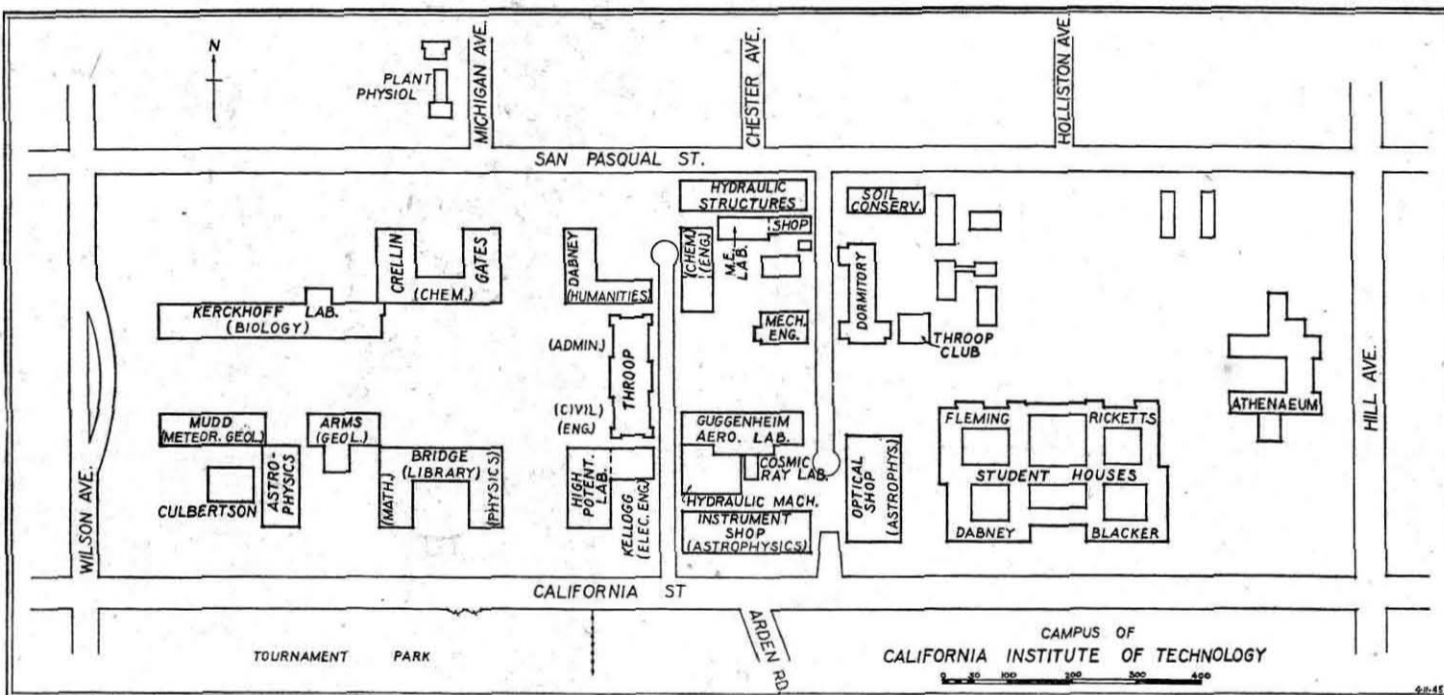 N
PLANT
PHYSIOL
MICHIGAN AVE.
CHESTER AVE.
HOLLISTON AVE.
SAN PASQUAL ST.
HYDRAULIC
STRUCTURES
SOIL
CONSERV.
SHOP
M.E.
LAB.
(CHEM.)
(ENG)
CRELLIN
GATES
(CHEM.)
DABNEY
(HUMANITIES)
KERCKHOFF LAB.
(BIOLOGY)
DORMITORY
MECH.
ENG.
THROOP
CLUB
(ADMIN.)
THROOP
(CIVIL)
(ENG)
WILSON AVE.
HILL AVE.
MUDD
(METEOR. GEOL)
ARMS
(GEOL.)
GUGGENHEIM
AERO. LAB.
FLEMING
RICKETTS
ATHENAEUM
CULBERTSON
ASTRO-
PHYSICS
BRIDGE
(LIBRARY)
(MATH.)
(PHYSICS)
HIGH
POTENT.
LAB.
KELLOGG
(ELEC. ENG)
COSMIC
RAY LAB.
HYDRAULIC MACH.
INSTRUMENT
SHOP
(ASTROPHYSICS)
OPTICAL
SHOP
(ASTROPHYS.)
STUDENT HOUSES
DABNEY
BLACKER
CALIFORNIA ST
TOURNAMENT PARK
ARDEN RD.
CAMPUS OF
CALIFORNIA INSTITUTE OF TECHNOLOGY
0 50 100 200 300 400